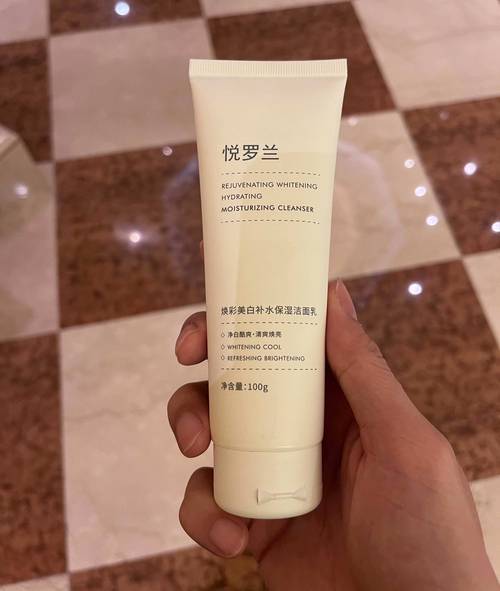 悦罗兰
REJUVENATING WHITENING
HYDRATING
MOISTURIZING CLEANSER
焕彩美白补水保湿洁面乳
◇ 净白酷爽·清爽焕亮
◇ WHITENING COOL
◇ REFRESHING BRIGHTENING
净含量:100g